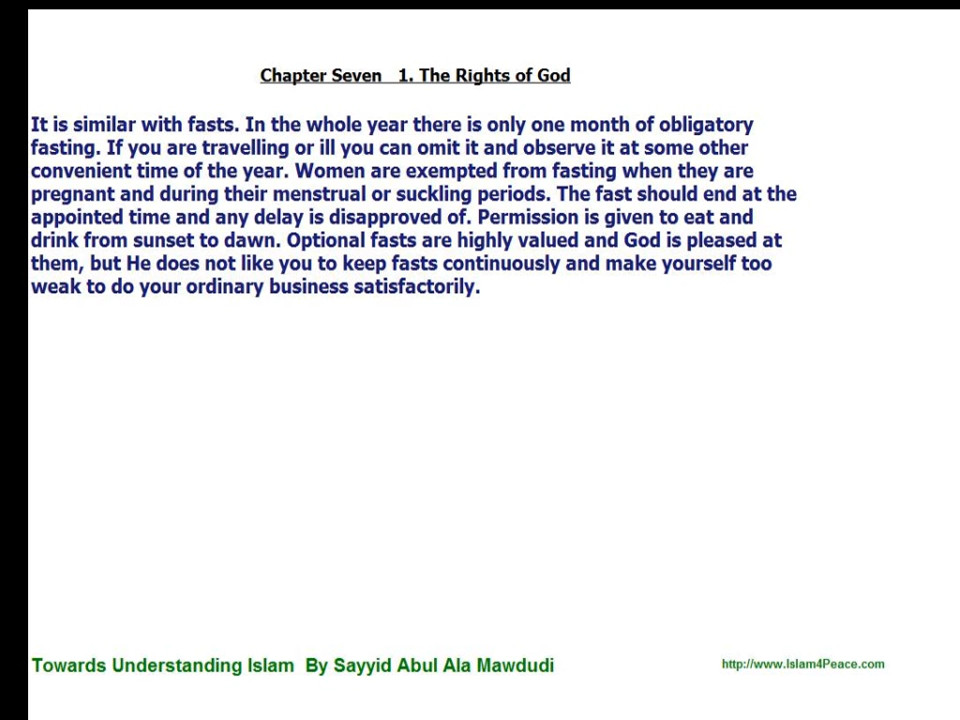 Chapter Seven   1. The Rights of God
It is similar with fasts. In the whole year there is only one month of obligatory
fasting. If you are travelling or ill you can omit it and observe it at some other
convenient time of the year. Women are exempted from fasting when they are
pregnant and during their menstrual or suckling periods. The fast should end at the
appointed time and any delay is disapproved of. Permission is given to eat and
drink from sunset to dawn. Optional fasts are highly valued and God is pleased at
them, but He does not like you to keep fasts continuously and make yourself too
weak to do your ordinary business satisfactorily.
Towards Understanding Islam  By Sayyid Abul Ala Mawdudi
http://www.Islam4Peace.com